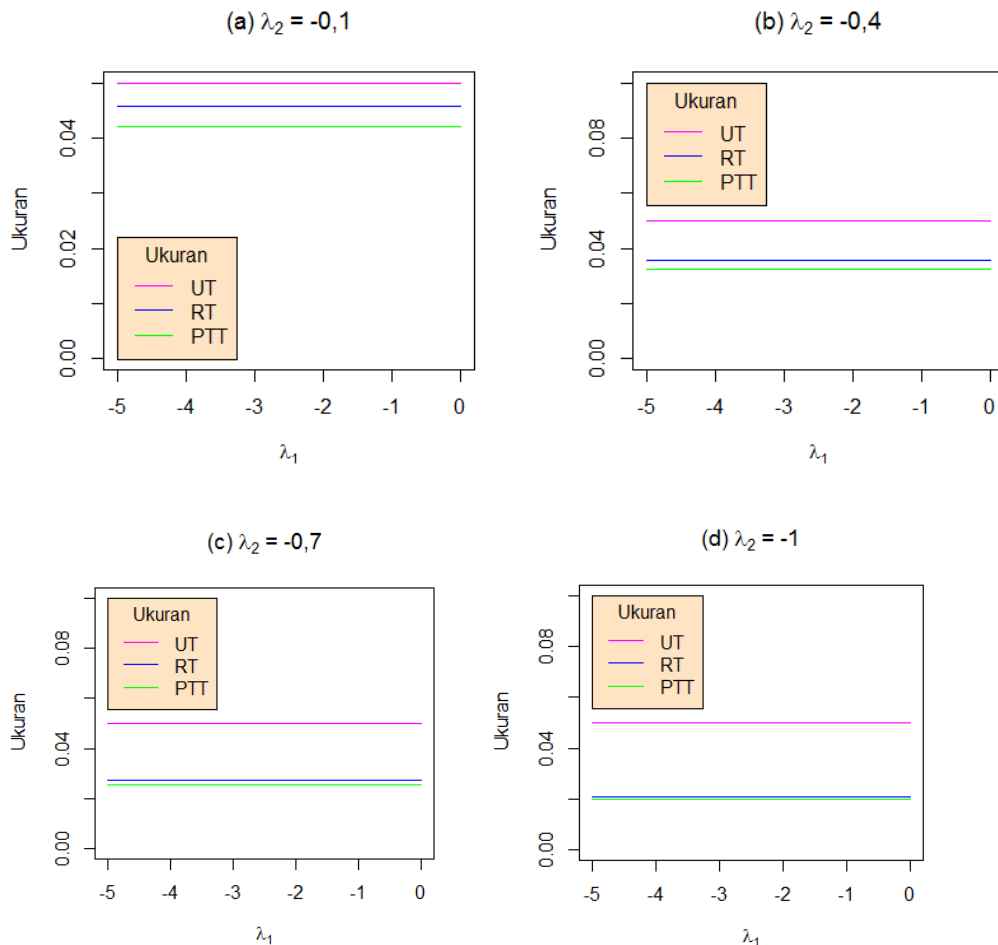 (a) λ₂ = -0,1
Ukuran
0.00
0.02
0.04
Ukuran
UT
RT
PTT
-5 -4 -3 -2 -1 0
λ₁
(b) λ₂ = -0,4
Ukuran
0.00
0.04
0.08
Ukuran
UT
RT
PTT
-5 -4 -3 -2 -1 0
λ₁
(c) λ₂ = -0,7
Ukuran
0.00
0.04
0.08
Ukuran
UT
RT
PTT
-5 -4 -3 -2 -1 0
λ₁
(d) λ₂ = -1
Ukuran
0.00
0.04
0.08
Ukuran
UT
RT
PTT
-5 -4 -3 -2 -1 0
λ₁